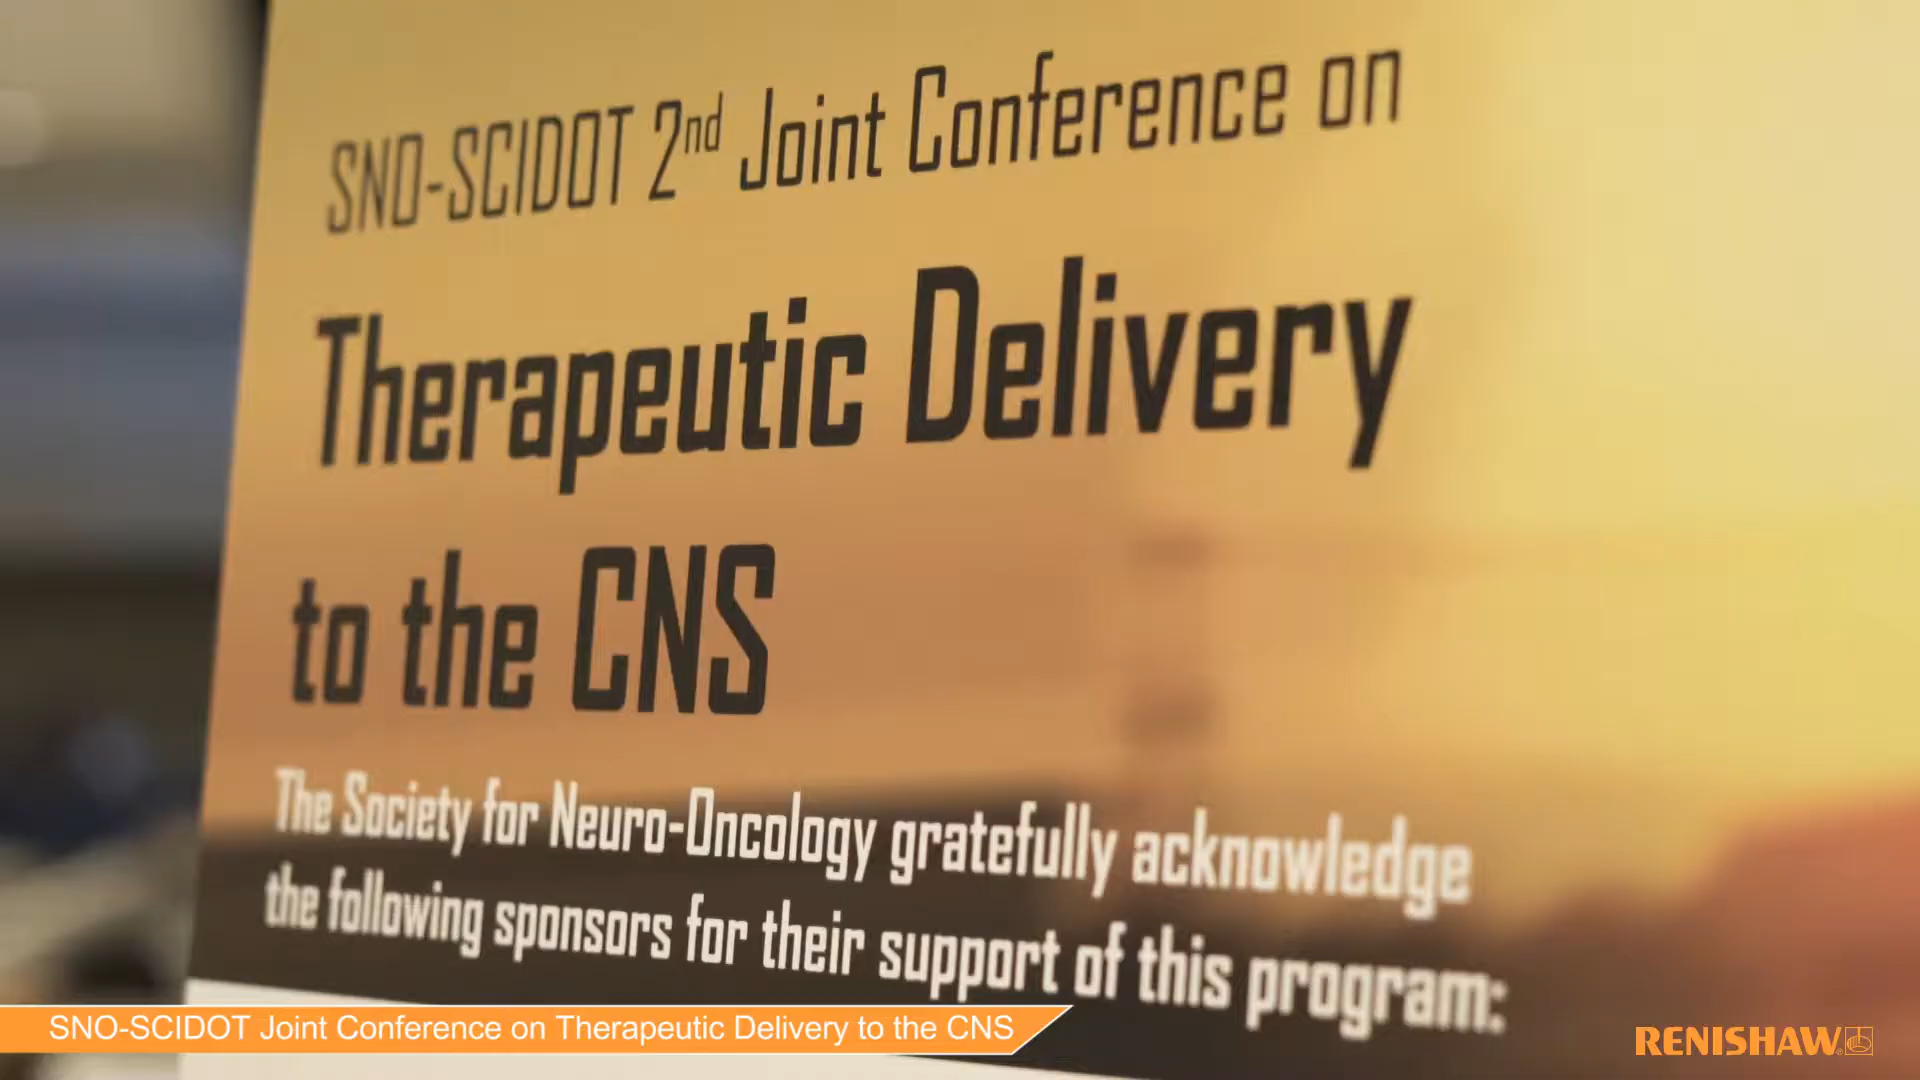 SNO-SCIDOT 2nd Joint Conference on
Therapeutic Delivery
to the CNS
The Society for Neuro-Oncology gratefully acknowledge
the following sponsors for their support of this program:
SNO-SCIDOT Joint Conference on Therapeutic Delivery to the CNS
RENISHAW